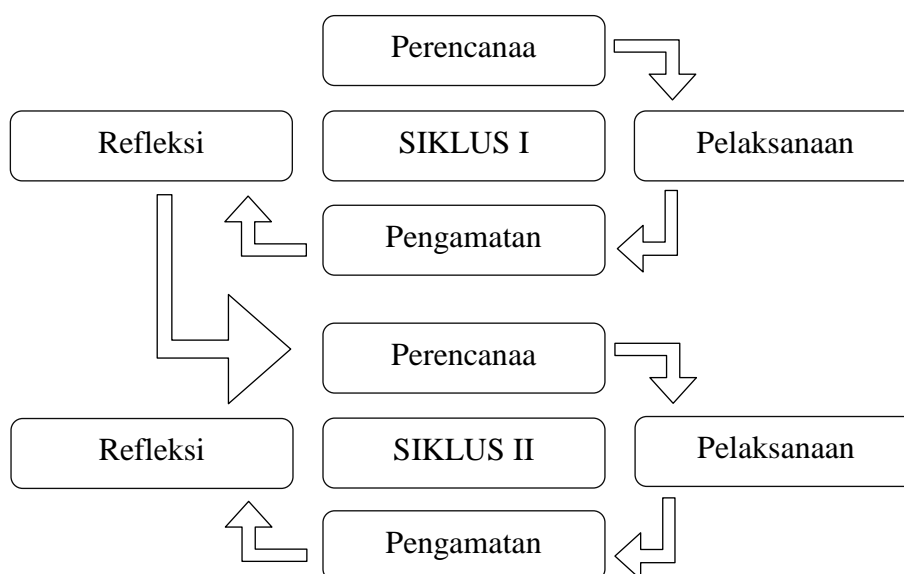 Perencanaa
Refleksi
SIKLUS I
Pelaksanaan
Pengamatan
Perencanaa
Refleksi
SIKLUS II
Pelaksanaan
Pengamatan